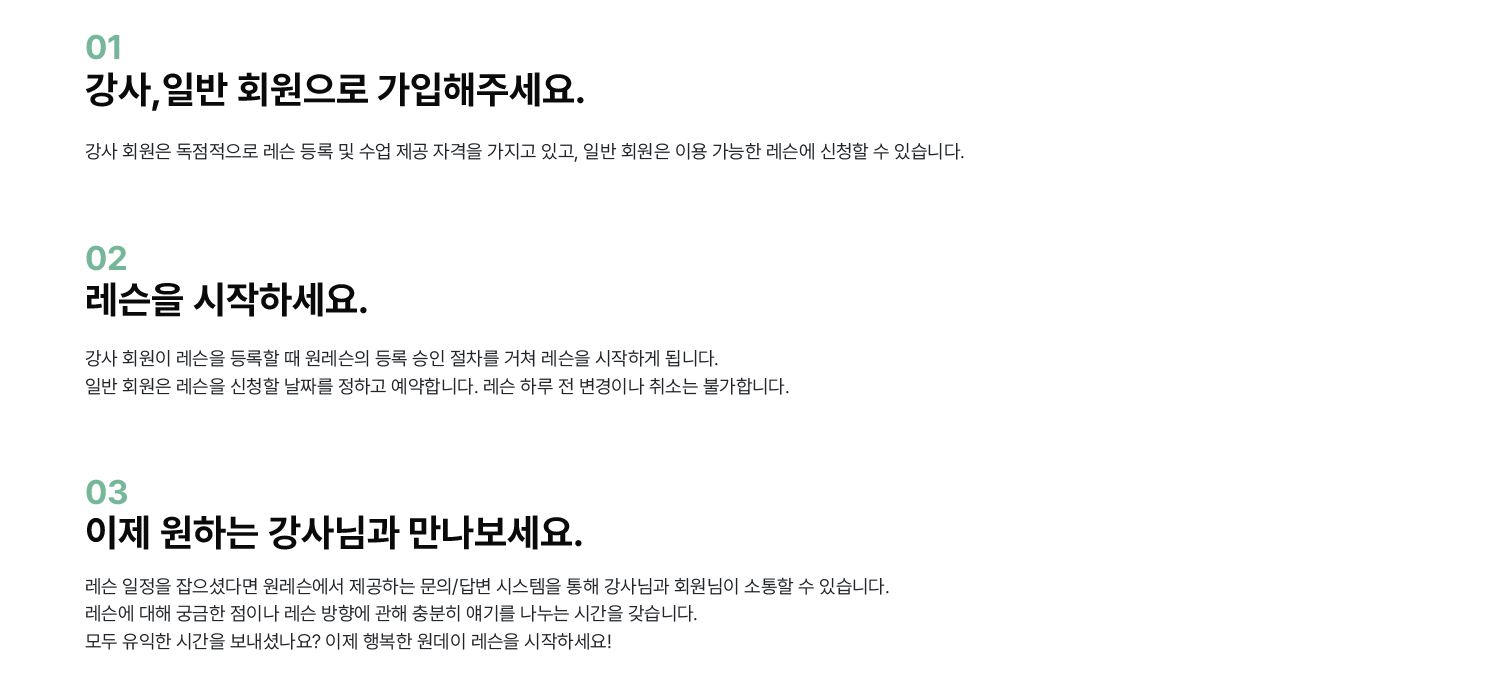 01
강사,일반 회원으로 가입해주세요.
강사 회원은 독점적으로 레슨 등록 및 수업 제공 자격을 가지고 있고, 일반 회원은 이용 가능한 레슨에 신청할 수 있습니다.
02
레슨을 시작하세요.
강사 회원이 레슨을 등록할 때 원레슨의 등록 승인 절차를 거쳐 레슨을 시작하게 됩니다.
일반 회원은 레슨을 신청할 날짜를 정하고 예약합니다. 레슨 하루 전 변경이나 취소는 불가합니다.
03
이제 원하는 강사님과 만나보세요.
레슨 일정을 잡으셨다면 원레슨에서 제공하는 문의/답변 시스템을 통해 강사님과 회원님이 소통할 수 있습니다.
레슨에 대해 궁금한 점이나 레슨 방향에 관해 충분히 얘기를 나누는 시간을 갖습니다.
모두 유익한 시간을 보내셨나요? 이제 행복한 원데이 레슨을 시작하세요!